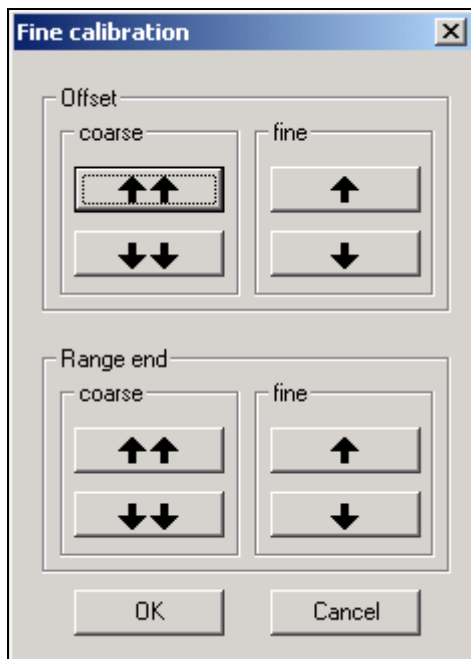 Fine calibration
Offset
coarse
fine
Range end
coarse
fine
OK
Cancel